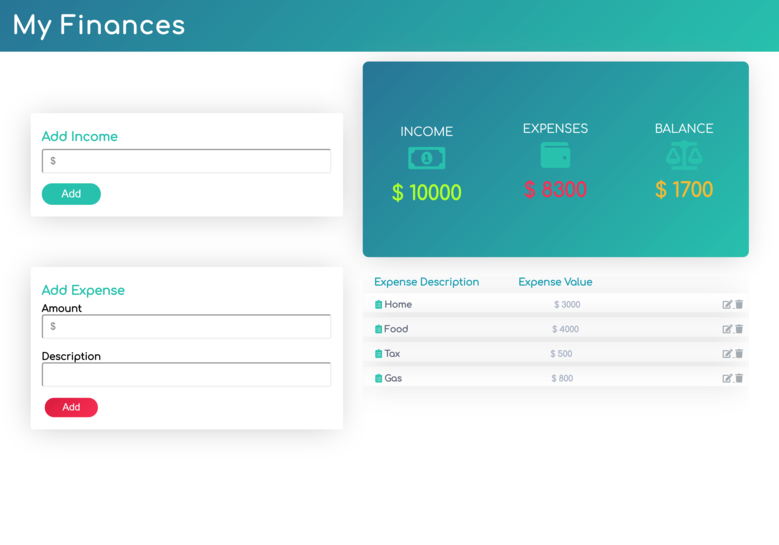 My Finances
Add Income
$
Add
INCOME
1
$ 10000
EXPENSES
$ 8300
BALANCE
$ 1700
Add Expense
Amount
$
Description
Add
Expense Description Expense Value
Home $ 3000
Food $ 4000
Tax $ 500
Gas $ 800